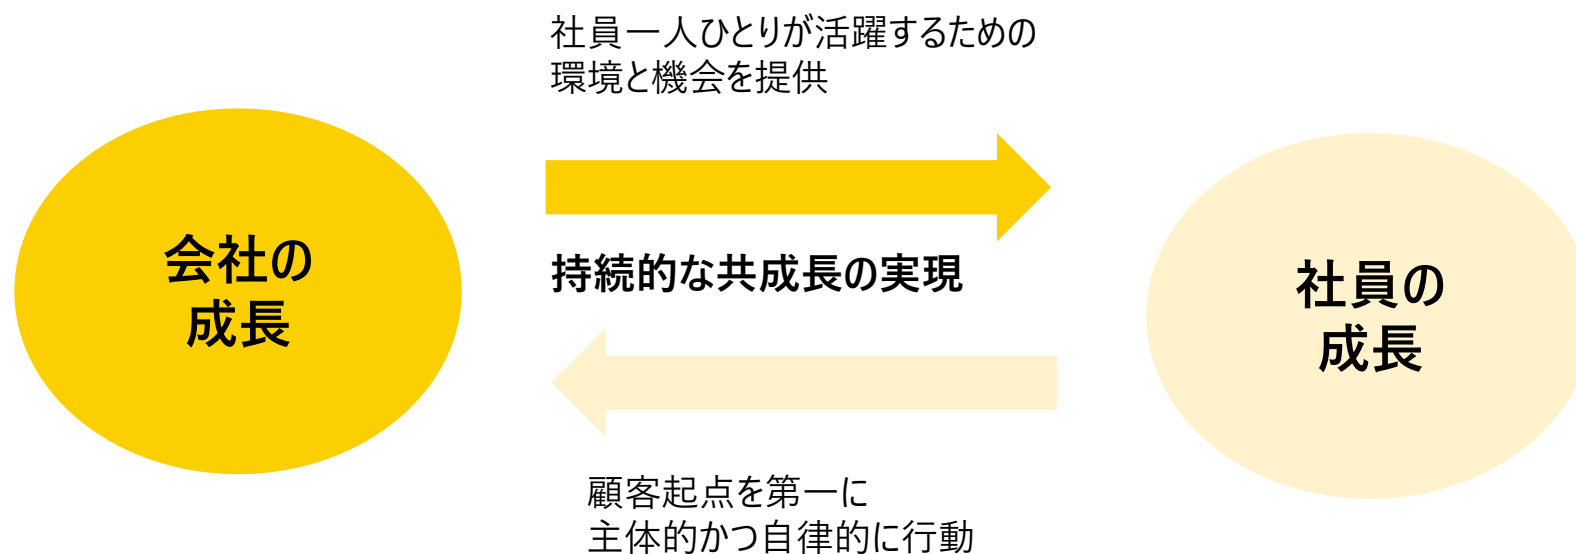 社員一人ひとりが活躍するための
環境と機会を提供
会社の
成長
持続的な共成長の実現
社員の
成長
顧客起点を第一に
主体的かつ自律的に行動